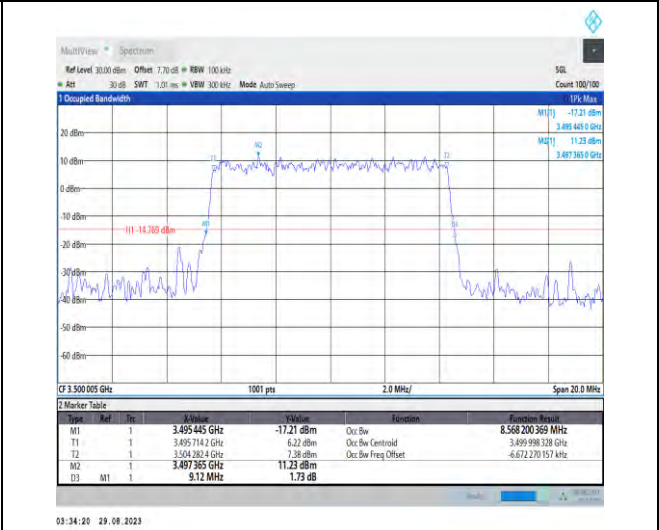 MultiView Spectrum
Ref Level 30.00 dBm Offset 7.70 dB RBW 100 kHz SGL
Att 30 dB SWT 1.01 ms VBW 300 kHz Mode Auto Sweep Count 100/100
1 Occupied Bandwidth 1Pk Max
M1[1] -17.21 dBm
3.495 445 0 GHz
M2[1] 11.23 dBm
3.497 365 0 GHz
20 dBm
M2
T1 T2
10 dBm
0 dBm
-10 dBm
M1 D3
H1 -14.769 dBm
-20 dBm
-30 dBm
-40 dBm
-50 dBm
-60 dBm
CF 3.500 005 GHz 1001 pts 2.0 MHz/ Span 20.0 MHz
2 Marker Table
Type Ref Trc X-Value Y-Value Function Function Result
M1 1 3.495 445 GHz -17.21 dBm Occ Bw 8.568 200 369 MHz
T1 1 3.495 714 2 GHz 6.22 dBm Occ Bw Centroid 3.499 998 328 GHz
T2 1 3.504 282 4 GHz 7.38 dBm Occ Bw Freq Offset -6.672 270 157 kHz
M2 1 3.497 365 GHz 11.23 dBm
D3 M1 1 9.12 MHz 1.73 dB
03:34:20 29.08.2023